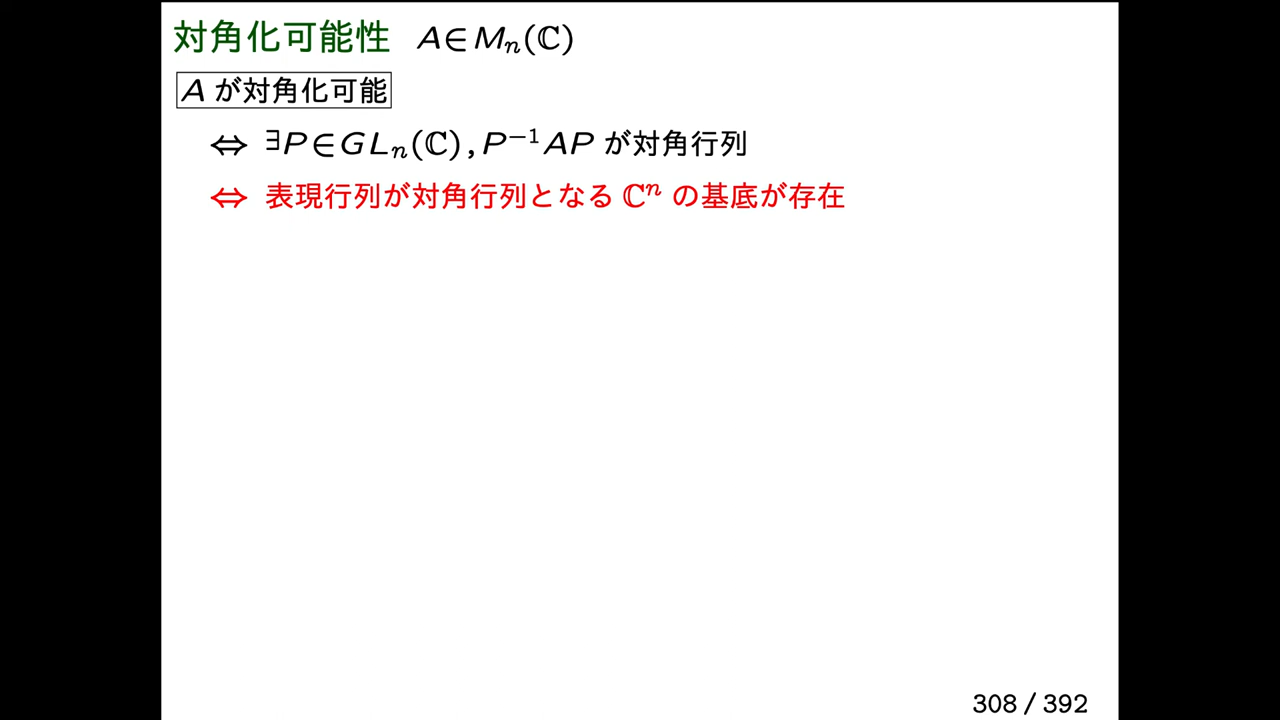 対角化可能性 A∈Mₙ(ℂ)
A が対角化可能
⇔ ∃P∈GLₙ(ℂ), P⁻¹AP が対角行列
⇔ 表現行列が対角行列となる ℂⁿ の基底が存在
308 / 392